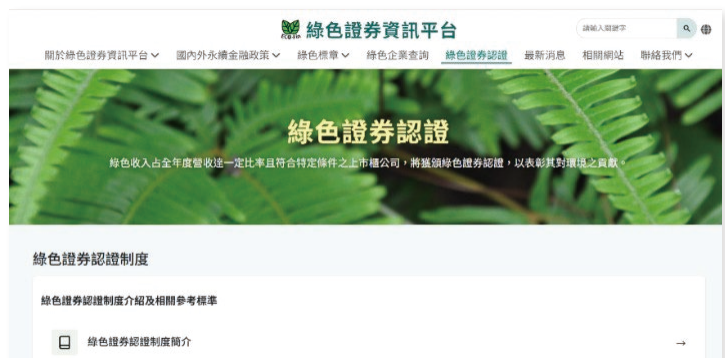 綠色證券資訊平台
請輸入關鍵字
關於綠色證券資訊平台
國內外永續金融政策
綠色標章
綠色企業查詢
綠色證券認證
最新消息
相關網站
聯絡我們
綠色證券認證
綠色收入占全年度營收達一定比率且符合特定條件之上市櫃公司，將獲頒綠色證券認證，以表彰其對環境之貢獻。
綠色證券認證制度
綠色證券認證制度介紹及相關參考標準
綠色證券認證制度簡介